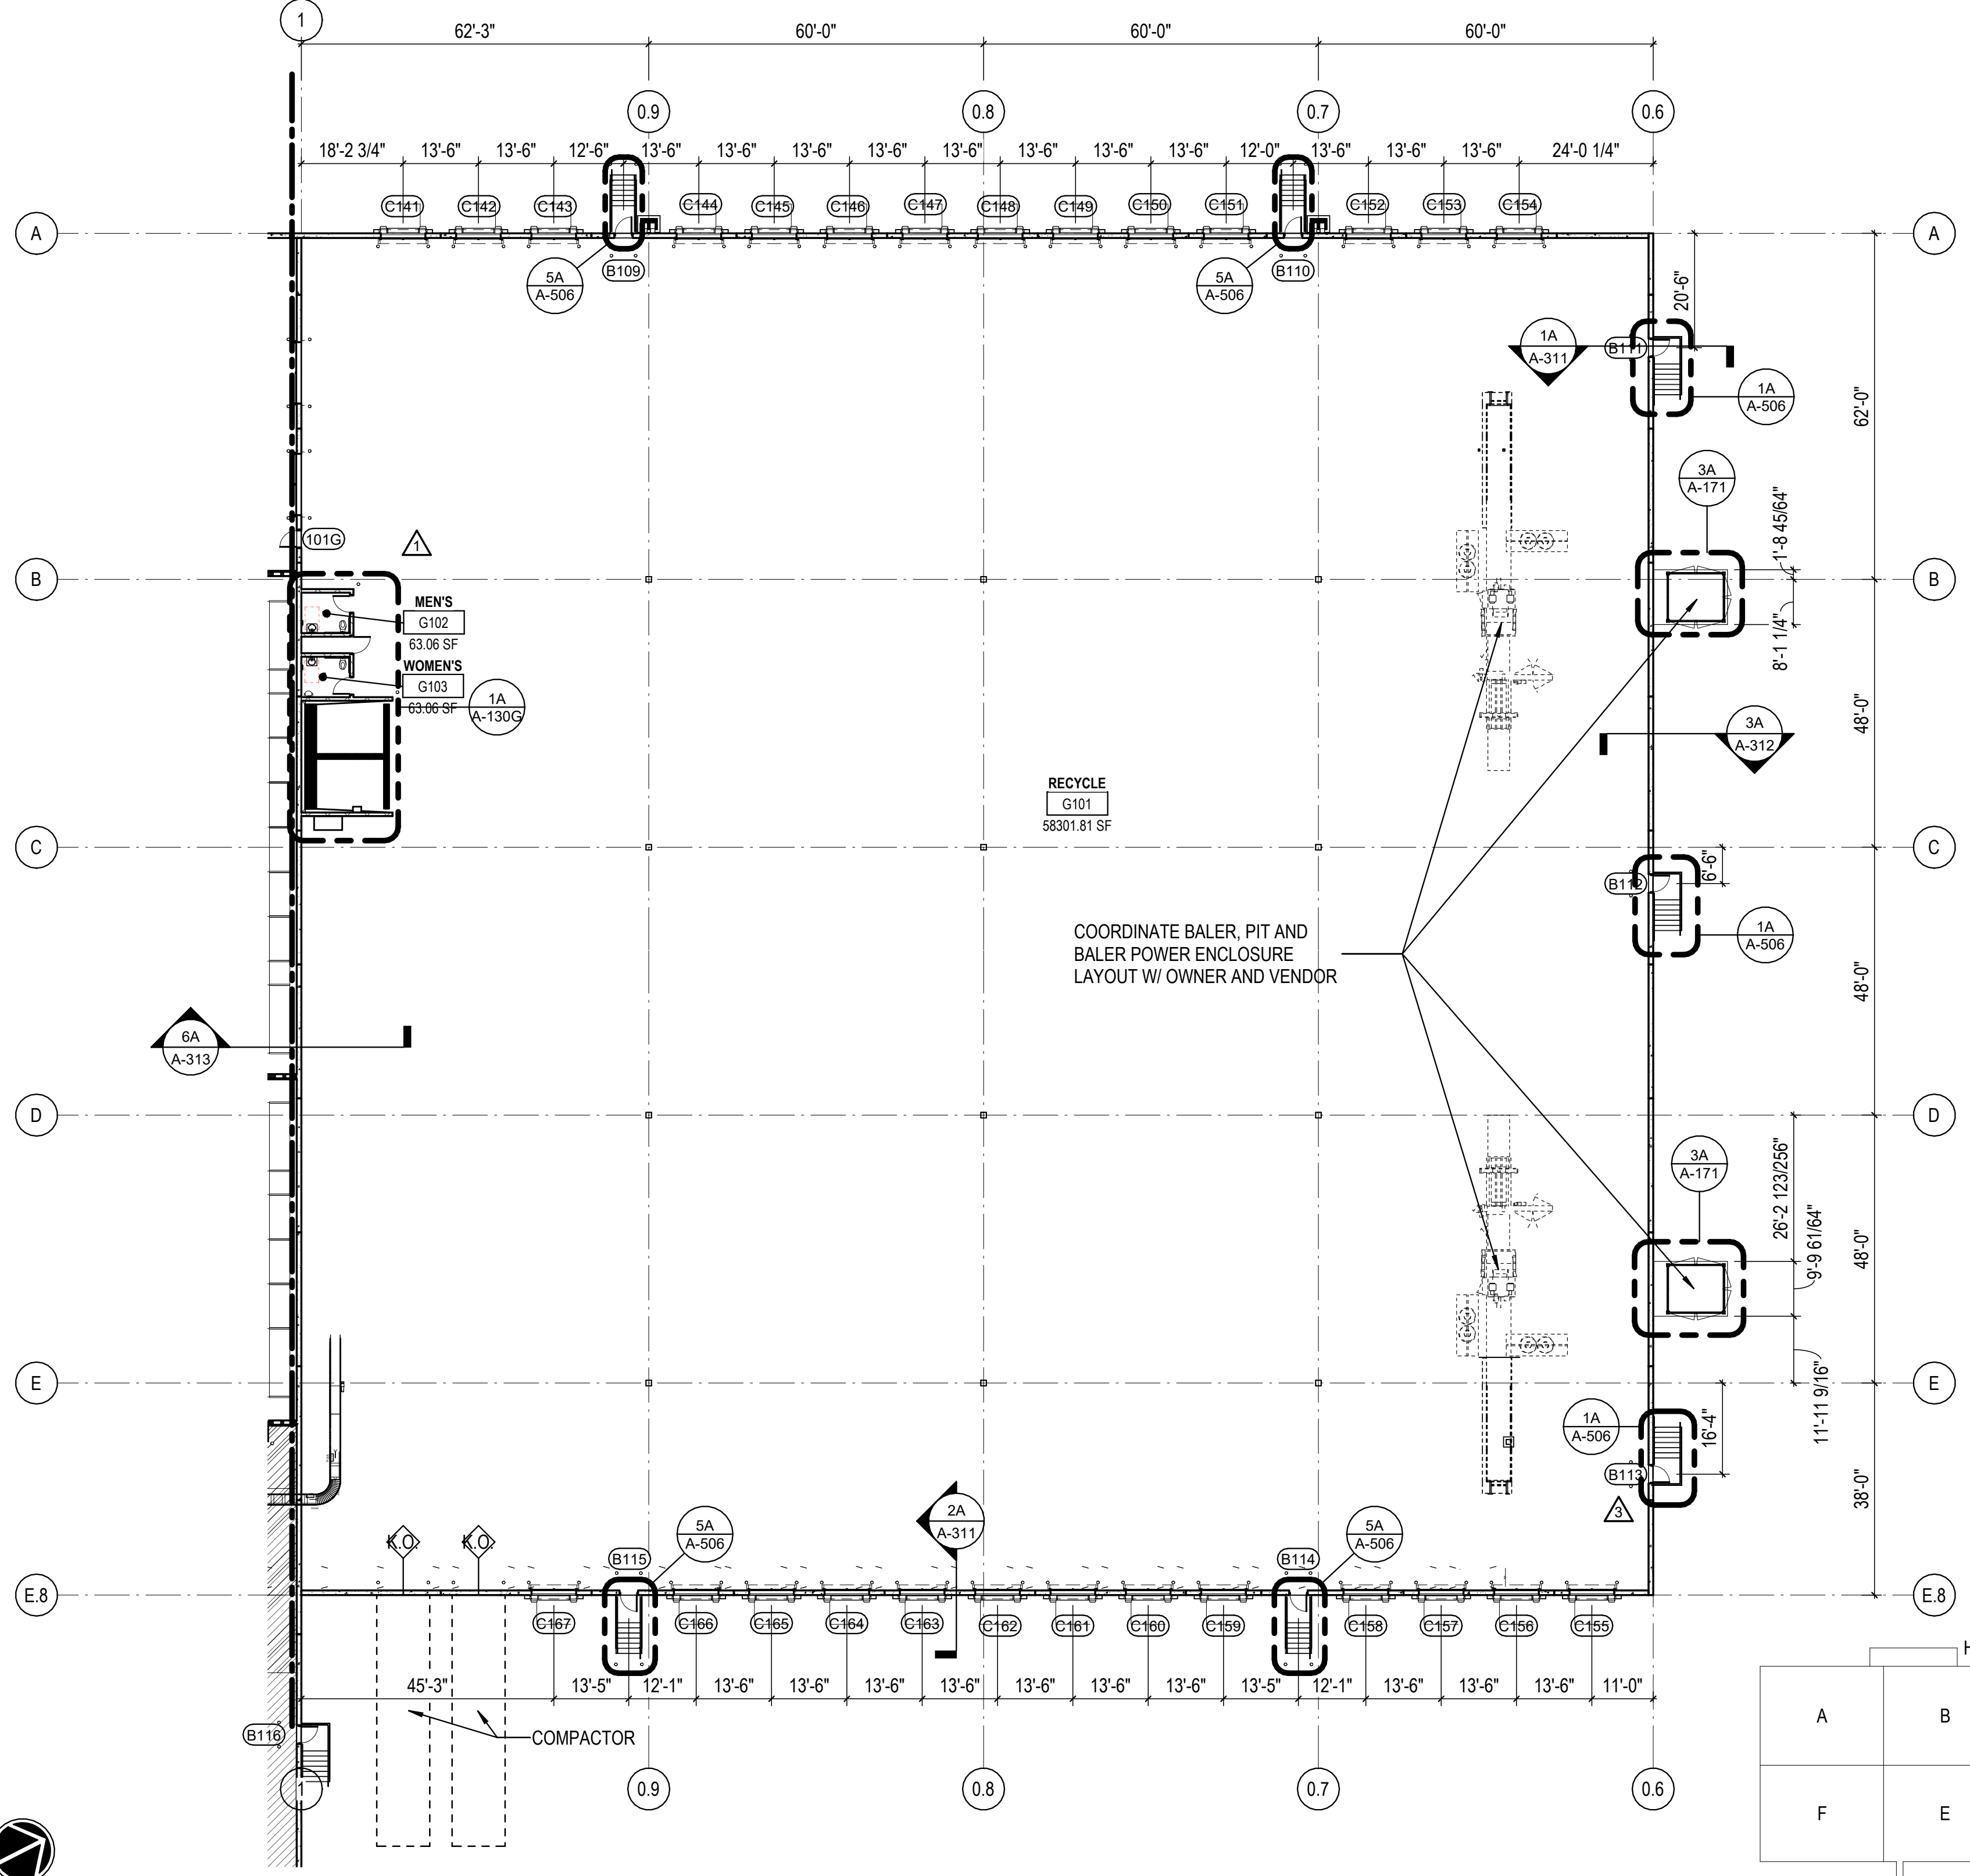 1
62'-3"
60'-0"
60'-0"
60'-0"
0.9
0.8
0.7
0.6
18'-2 3/4"
13'-6"
13'-6"
12'-6"
13'-6"
13'-6"
13'-6"
13'-6"
13'-6"
13'-6"
13'-6"
13'-6"
12'-0"
13'-6"
13'-6"
13'-6"
24'-0 1/4"
C141
C142
C143
C144
C145
C146
C147
C148
C149
C150
C151
C152
C153
C154
A
A
5A
A-506
B109
5A
A-506
B110
20'-6"
1A
A-311
B111
1A
A-506
62'-0"
3A
A-171
1'-8 45/64"
8'-1 1/4"
101G
1
B
B
MEN'S
G102
63.06 SF
WOMEN'S
G103
63.06 SF
1A
A-130G
3A
A-312
48'-0"
RECYCLE
G101
58301.81 SF
C
C
6'-6"
B112
1A
A-506
COORDINATE BALER, PIT AND
BALER POWER ENCLOSURE
LAYOUT W/ OWNER AND VENDOR
48'-0"
6A
A-313
D
D
3A
A-171
26'-2 123/256"
9'-9 61/64"
48'-0"
11'-11 9/16"
E
E
1A
A-506
16'-4"
B113
3
38'-0"
2A
A-311
K.O.
K.O.
5A
A-506
B115
5A
A-506
B114
E.8
E.8
C167
C166
C165
C164
C163
C162
C161
C160
C159
C158
C157
C156
C155
45'-3"
13'-5"
12'-1"
13'-6"
13'-6"
13'-6"
13'-6"
13'-6"
13'-6"
13'-6"
13'-5"
12'-1"
13'-6"
13'-6"
13'-6"
11'-0"
B116
COMPACTOR
1
0.9
0.8
0.7
0.6
H
A
B
F
E